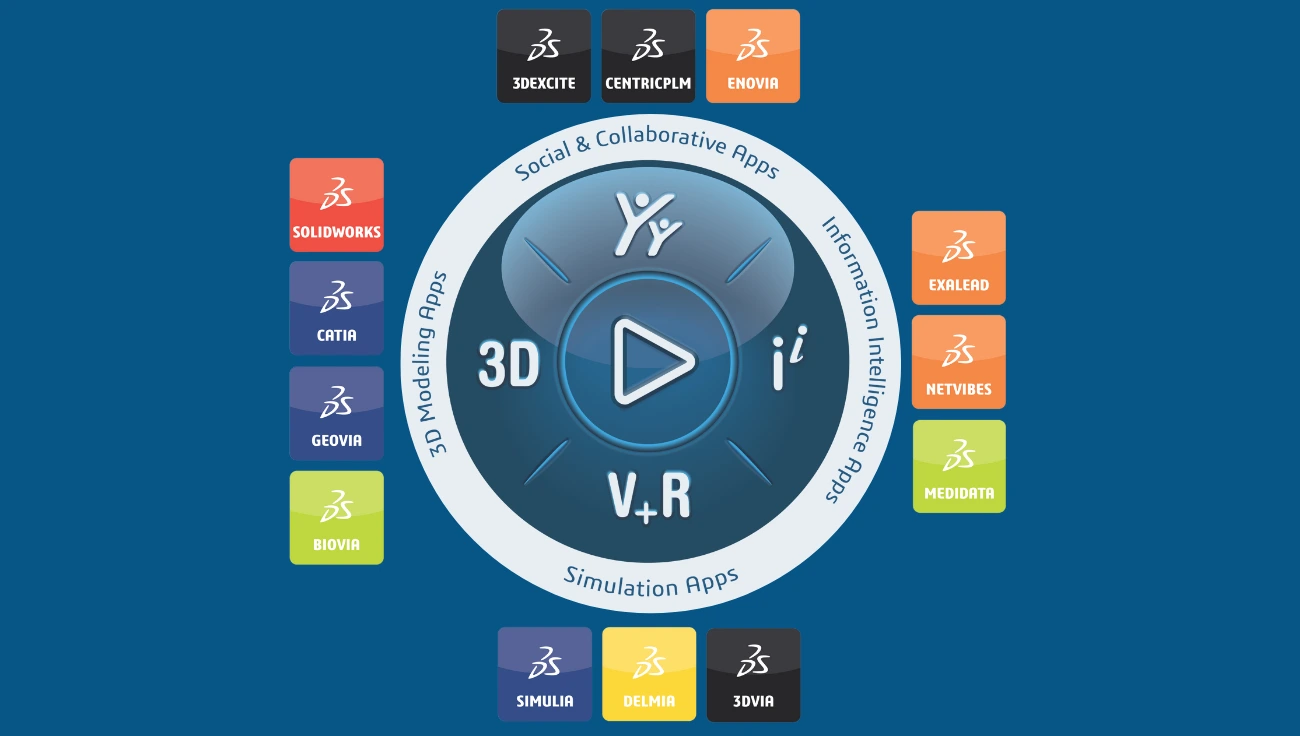 3DEXCITE
CENTRICPLM
ENOVIA
Social & Collaborative Apps
SOLIDWORKS
CATIA
GEOVIA
BIOVIA
3D Modeling Apps
3D
i i
V+R
Information Intelligence Apps
EXALEAD
NETVIBES
MEDIDATA
Simulation Apps
SIMULIA
DELMIA
3DVIA